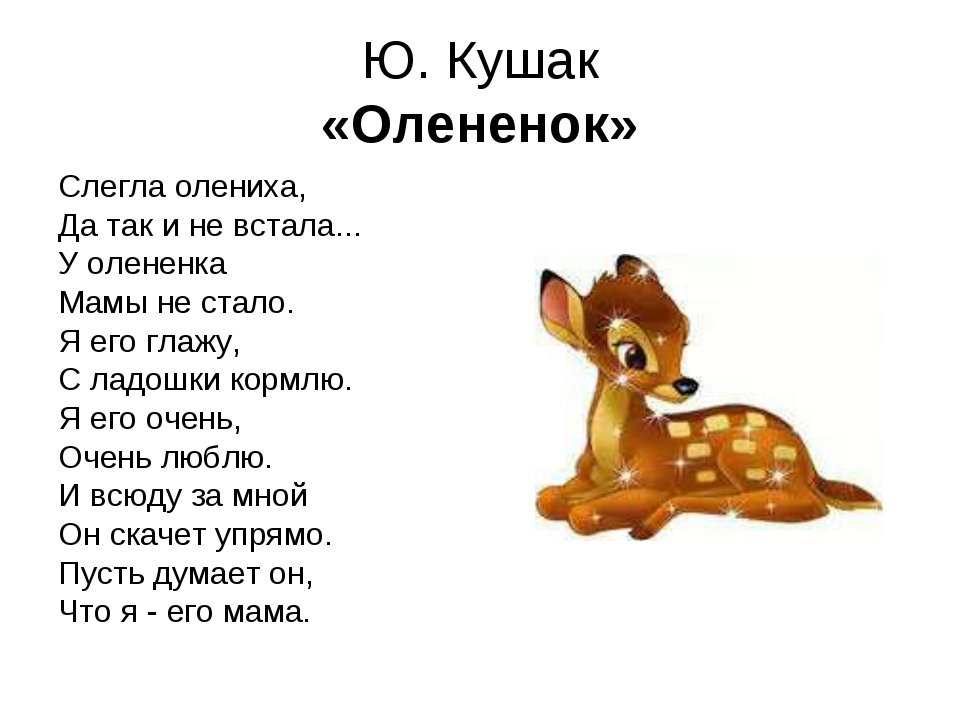 Ю. Кушак
«Олененок»
Слегла олениха,
Да так и не встала...
У олененка
Мамы не стало.
Я его глажу,
С ладошки кормлю.
Я его очень,
Очень люблю.
И всюду за мной
Он скачет упрямо.
Пусть думает он,
Что я - его мама.